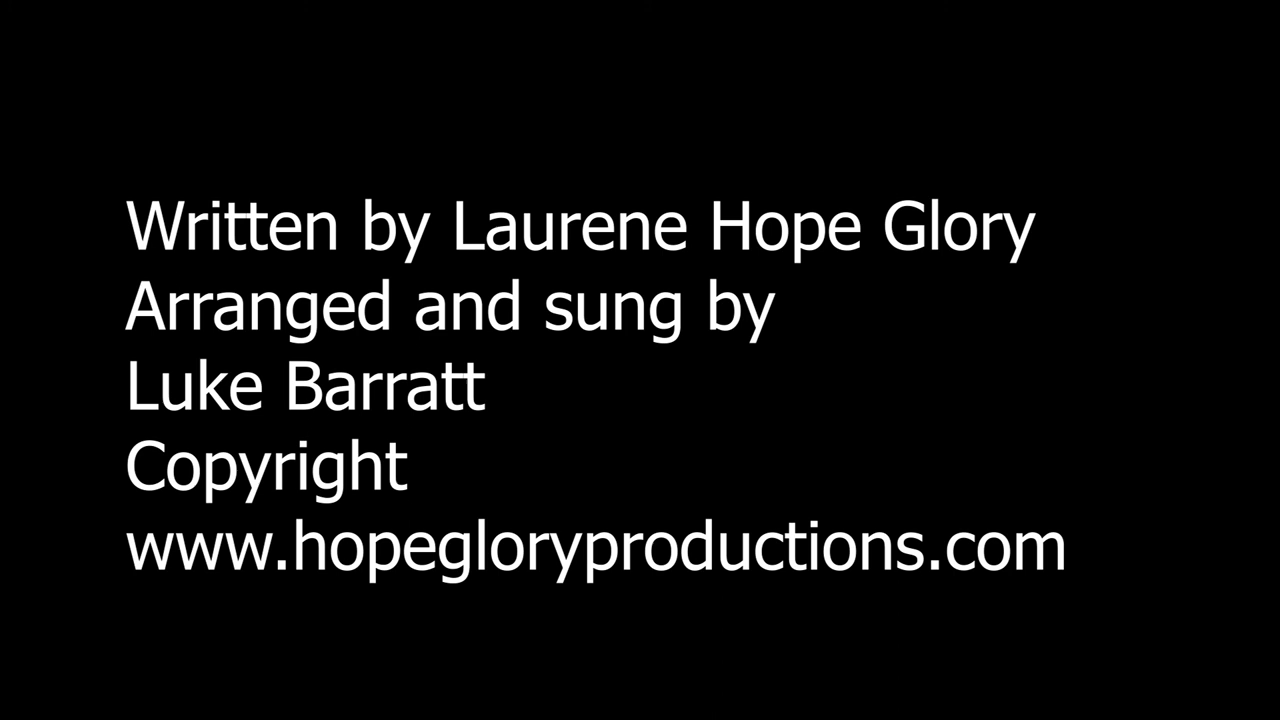 Written by Laurene Hope Glory
Arranged and sung by
Luke Barratt
Copyright
www.hopegloryproductions.com